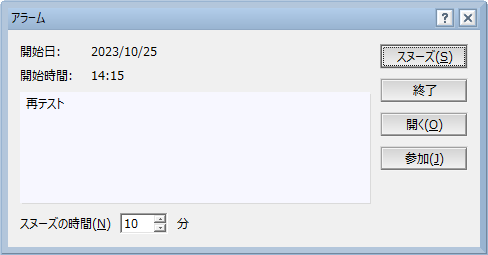 アラーム
開始日: 2023/10/25
開始時間: 14:15
再テスト
スヌーズの時間(N) 10 分
スヌーズ(S)
終了
開く(O)
参加(J)